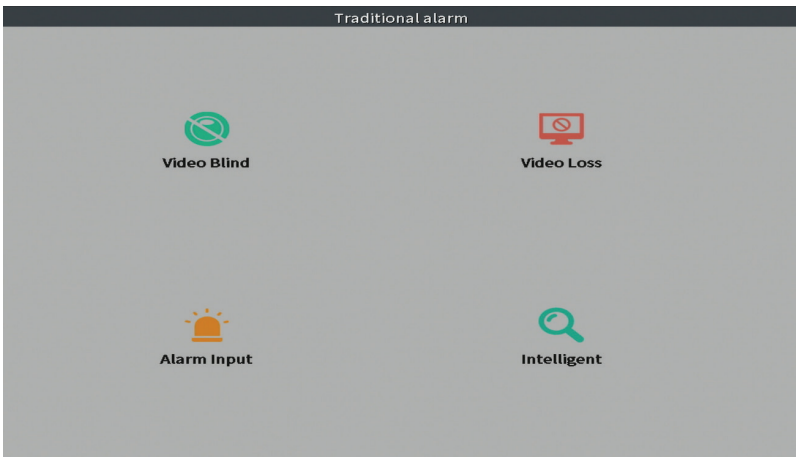 Traditional alarm
Video Blind
Video Loss
Alarm Input
Intelligent